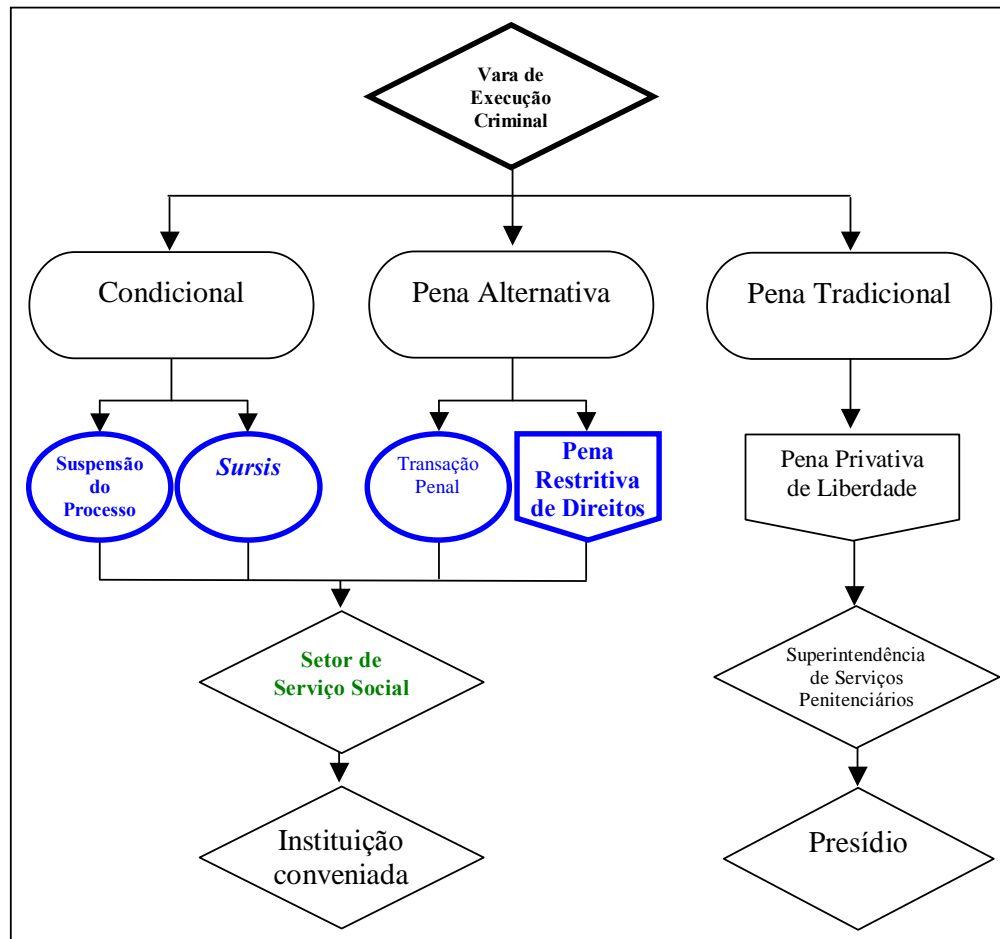 Vara de
Execução
Criminal
Condicional
Pena Alternativa
Pena Tradicional
Suspensão
do
Processo
Sursis
Transação
Penal
Pena
Restritiva
de Direitos
Pena Privativa
de Liberdade
Setor de
Serviço Social
Superintendência
de Serviços
Penitenciários
Instituição
conveniada
Presídio